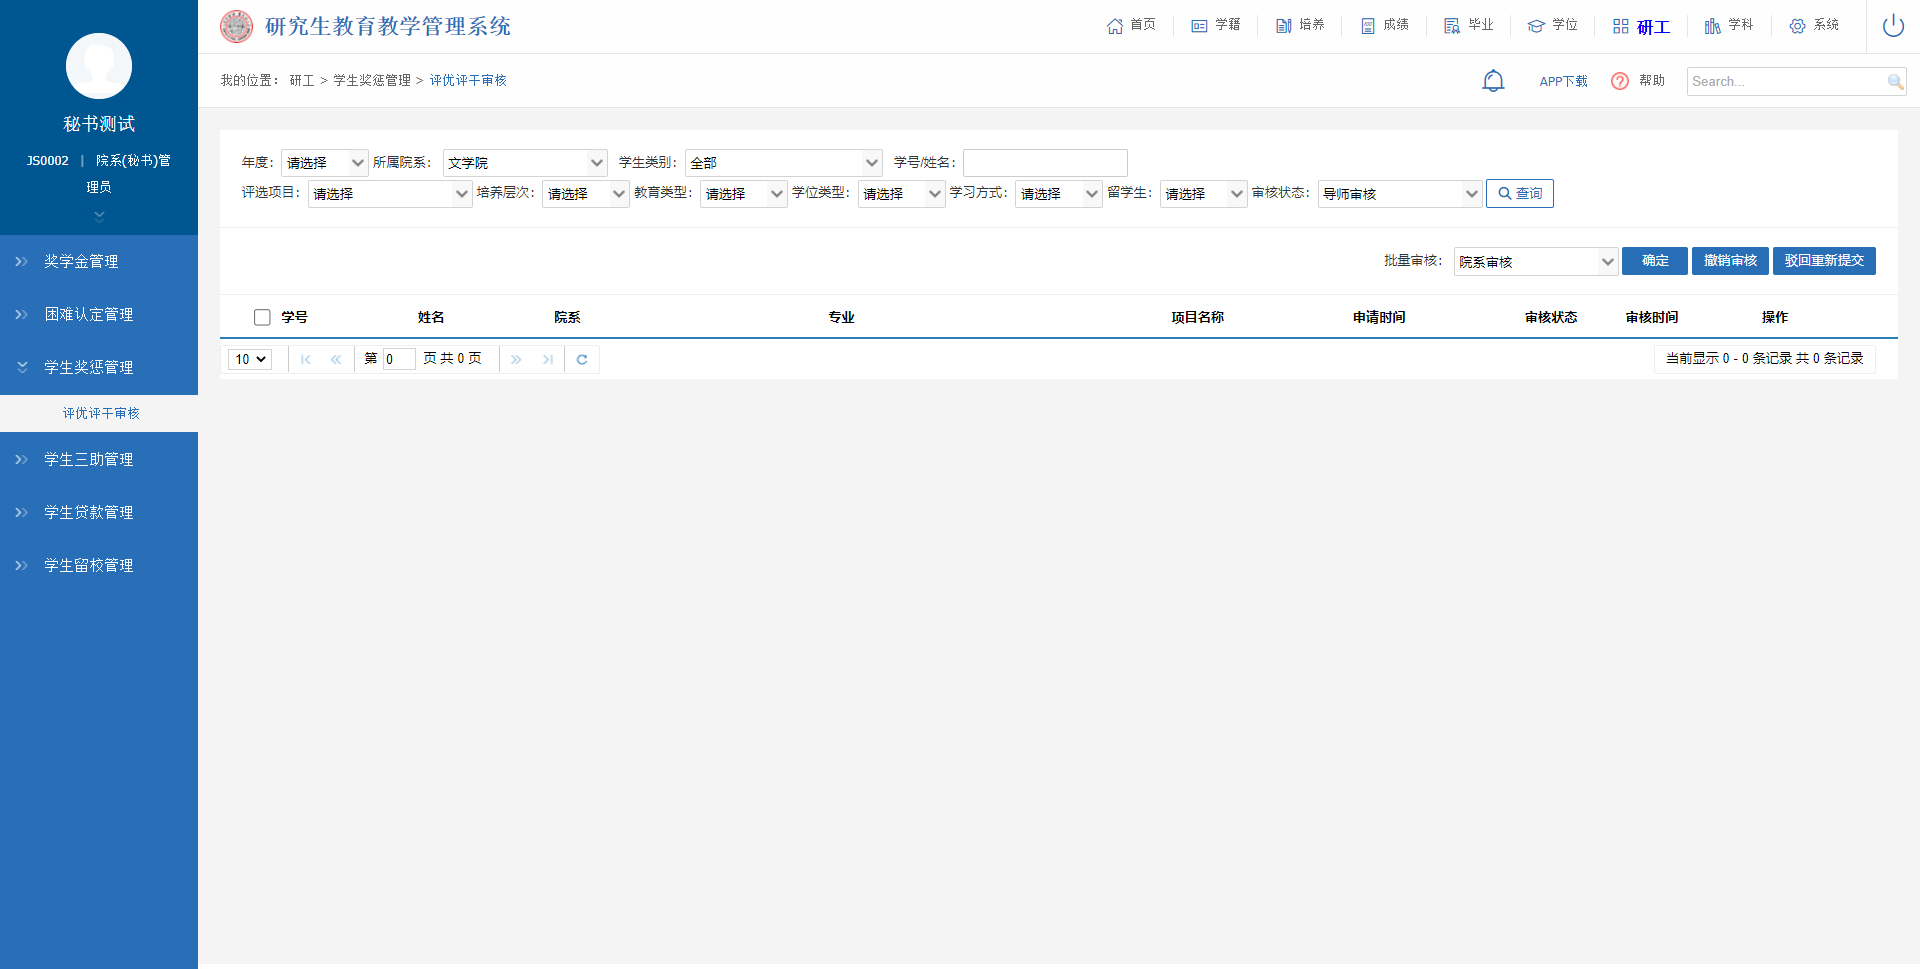 研究生教育教学管理系统
首页 学籍 培养 成绩 毕业 学位 研工 学科 系统
秘书测试
JS0002 | 院系(秘书)管
理员
我的位置： 研工 > 学生奖惩管理 > 评优评干审核
APP下载 帮助 Search...
奖学金管理
困难认定管理
学生奖惩管理
评优评干审核
学生三助管理
学生贷款管理
学生留校管理
年度： 请选择 所属院系： 文学院 学生类别： 全部 学号/姓名：
评选项目： 请选择 培养层次： 请选择 教育类型： 请选择 学位类型： 请选择 学习方式： 请选择 留学生： 请选择 审核状态： 导师审核 查询
批量审核： 院系审核 确定 撤销审核 驳回重新提交
学号 姓名 院系 专业 项目名称 申请时间 审核状态 审核时间 操作
10 第 0 页 共 0 页 当前显示 0 - 0 条记录 共 0 条记录